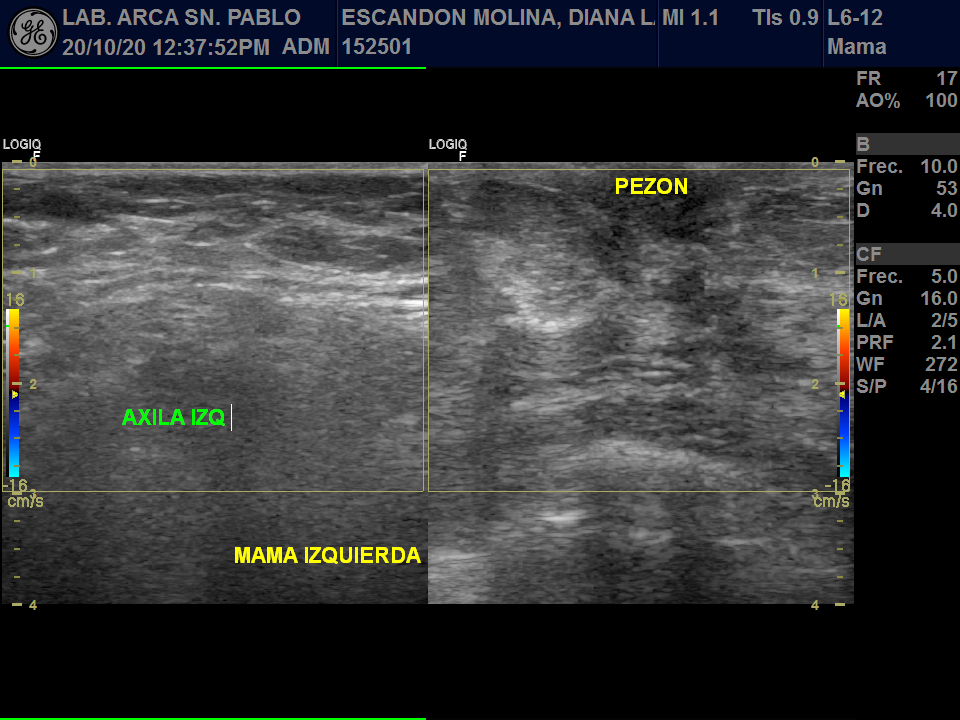 LAB. ARCA SN. PABLO
20/10/20 12:37:52PM ADM
ESCANDON MOLINA, DIANA L
152501
MI 1.1 TIs 0.9
L6-12
Mama
FR 17
AO% 100
B
Frec. 10.0
Gn 53
D 4.0
CF
Frec. 5.0
Gn 16.0
L/A 2/5
PRF 2.1
WF 272
S/P 4/16
LOGIQ
F
0
1
16
2
AXILA IZQ
-16
3
cm/s
MAMA IZQUIERDA
4
LOGIQ
F
PEZON
0
1
16
2
-16
3
cm/s
4